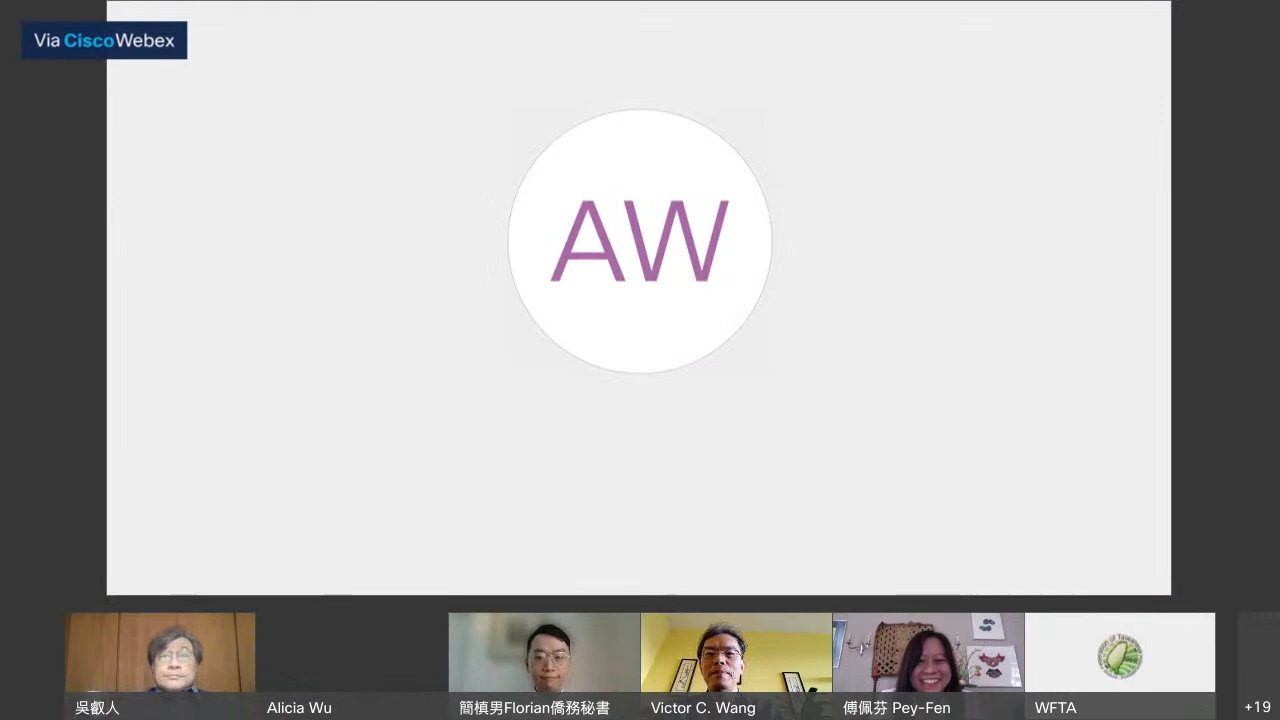 Via CiscoWebex
AW
吳叡人
Alicia Wu
簡槙男Florian僑務秘書
Victor C. Wang
傅佩芬 Pey-Fen
WFTA
+19